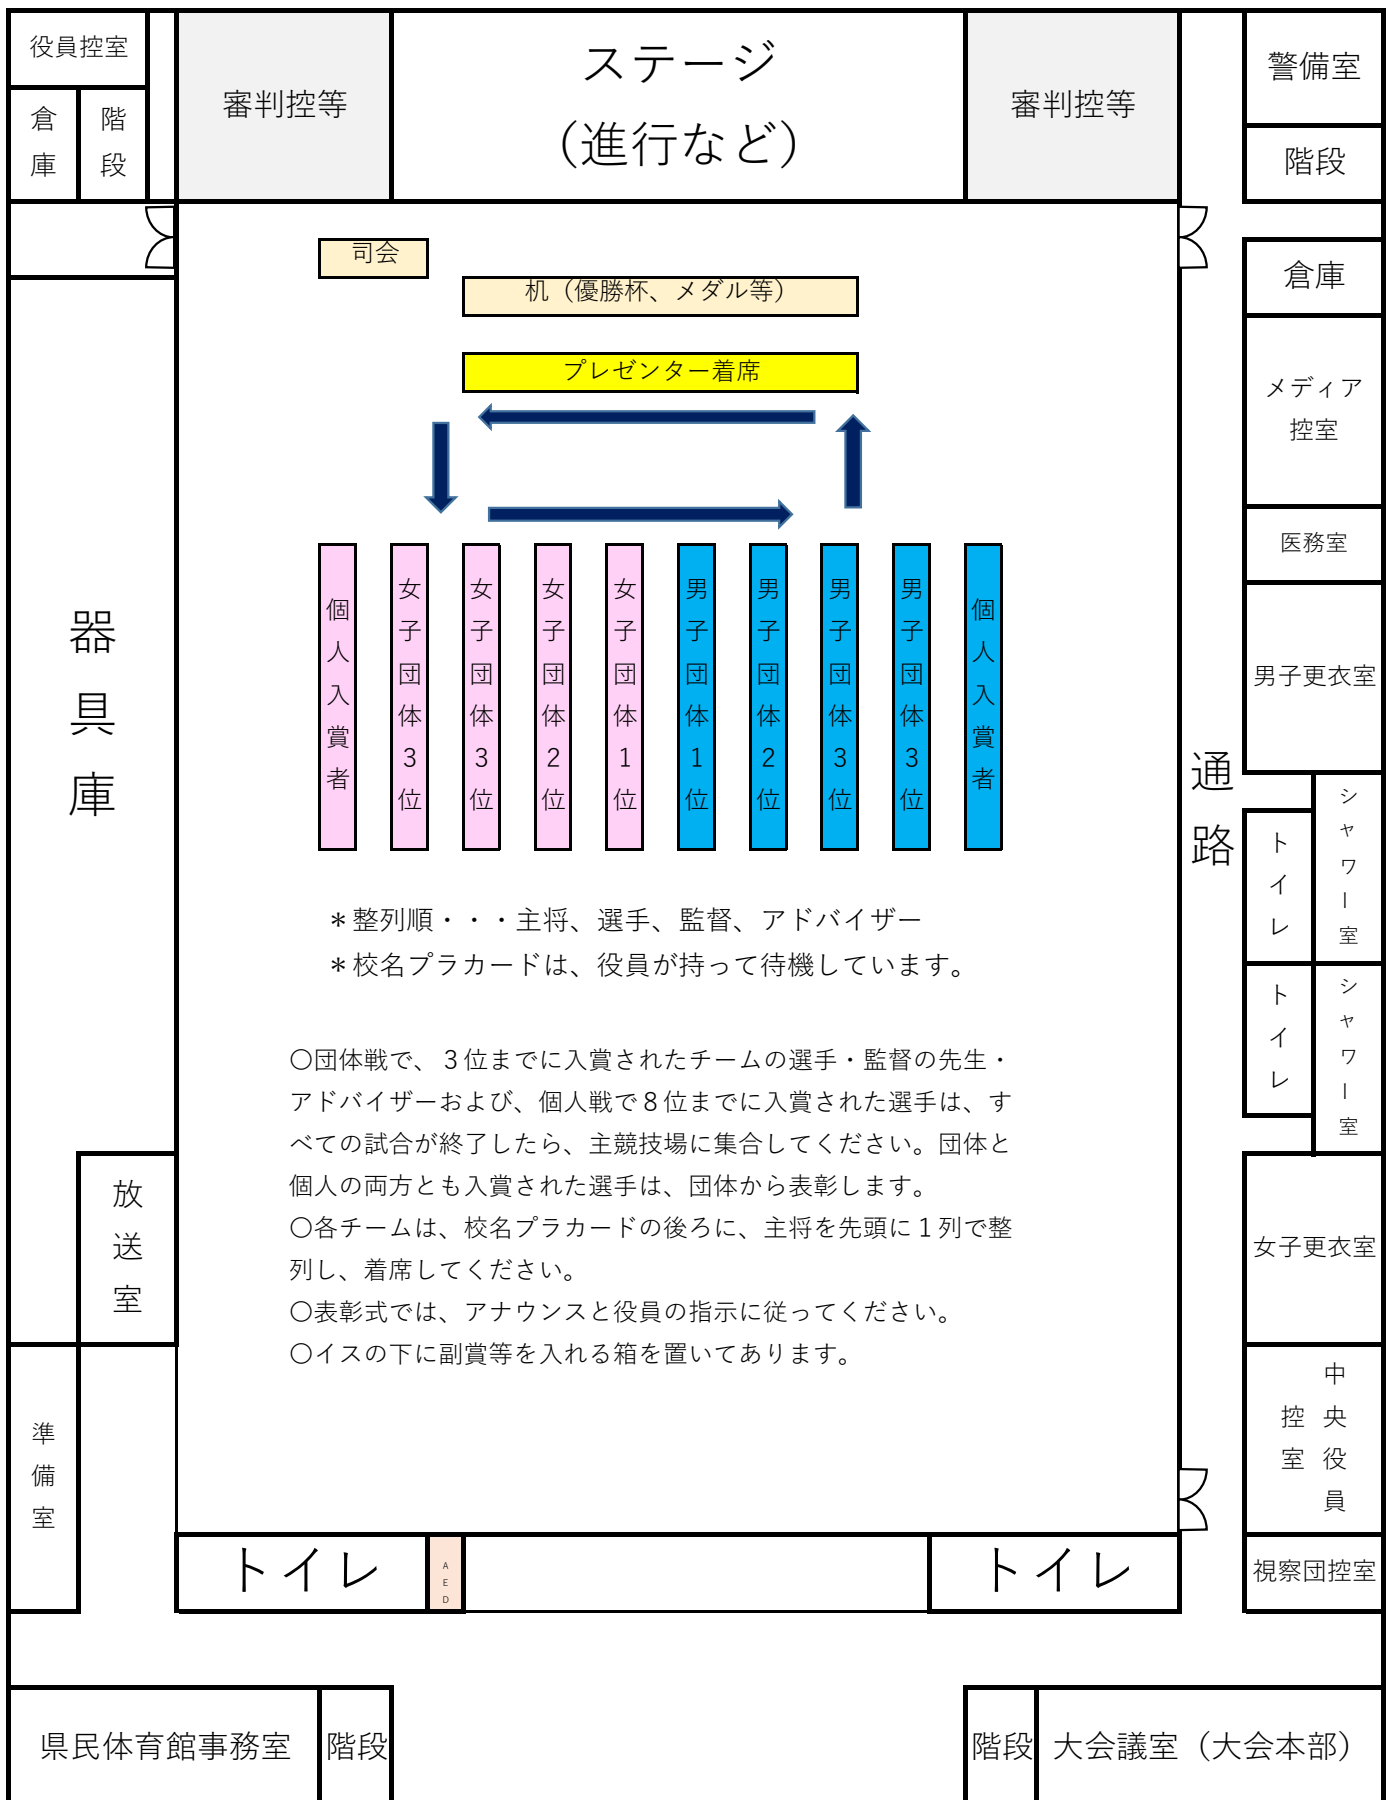 役員控室
倉庫
階段
審判控等
ステージ
（進行など）
審判控等
警備室
階段
司会
机（優勝杯、メダル等）
プレゼンター着席
倉庫
メディア
控室
医務室
男子更衣室
器具庫
個人入賞者
女子団体３位
女子団体３位
女子団体２位
女子団体１位
男子団体１位
男子団体２位
男子団体３位
男子団体３位
個人入賞者
通路
トイレ
シャワー室
トイレ
シャワー室
＊整列順・・・主将、選手、監督、アドバイザー
＊校名プラカードは、役員が持って待機しています。
〇団体戦で、３位までに入賞されたチームの選手・監督の先生・
アドバイザーおよび、個人戦で８位までに入賞された選手は、す
べての試合が終了したら、主競技場に集合してください。団体と
個人の両方とも入賞された選手は、団体から表彰します。
〇各チームは、校名プラカードの後ろに、主将を先頭に１列で整
列し、着席してください。
〇表彰式では、アナウンスと役員の指示に従ってください。
〇イスの下に副賞等を入れる箱を置いてあります。
放送室
女子更衣室
準備室
中央役員
控室
トイレ
AED
トイレ
視察団控室
県民体育館事務室
階段
階段
大会議室（大会本部）